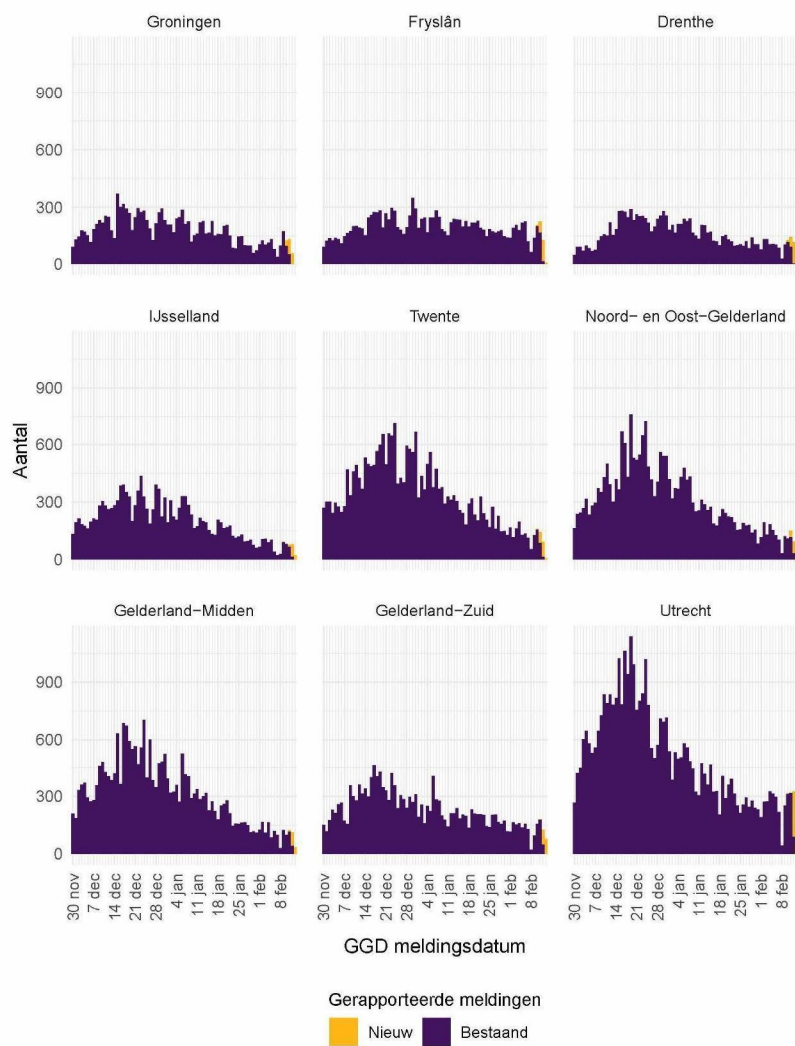 Groningen
Fryslân
Drenthe
900
600
300
0
IJsselland
Twente
Noord- en Oost-Gelderland
900
600
300
0
Aantal
Gelderland-Midden
Gelderland-Zuid
Utrecht
900
600
300
0
30 nov
7 dec
14 dec
21 dec
28 dec
4 jan
11 jan
18 jan
25 jan
1 feb
8 feb
30 nov
7 dec
14 dec
21 dec
28 dec
4 jan
11 jan
18 jan
25 jan
1 feb
8 feb
30 nov
7 dec
14 dec
21 dec
28 dec
4 jan
11 jan
18 jan
25 jan
1 feb
8 feb
GGD meldingsdatum
Gerapporteerde meldingen
Nieuw
Bestaand